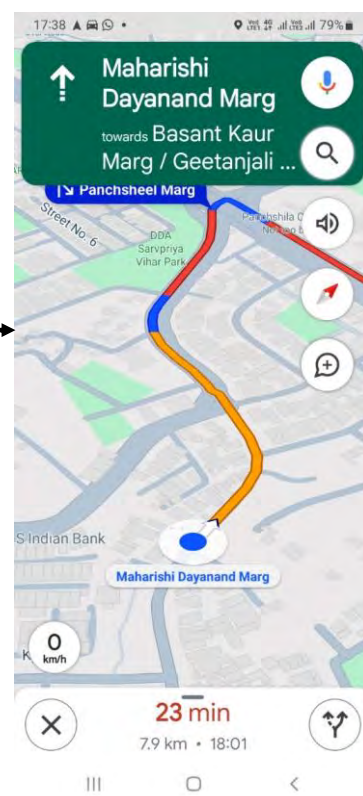 17:38
79%
Maharishi
Dayanand Marg
towards Basant Kaur
Marg / Geetanjali ...
Panchsheel Marg
Street No. 6
DDA
Sarvpriya
Vihar Park
S Indian Bank
Maharishi Dayanand Marg
0
km/h
23 min
7.9 km • 18:01